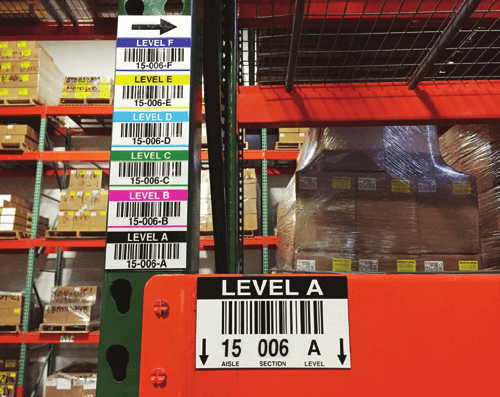 LEVEL F
15-006-F
LEVEL E
15-006-E
LEVEL D
15-006-D
LEVEL C
15-006-C
LEVEL B
15-006-B
LEVEL A
15-006-A
LEVEL A
15 006 A
AISLE SECTION LEVEL